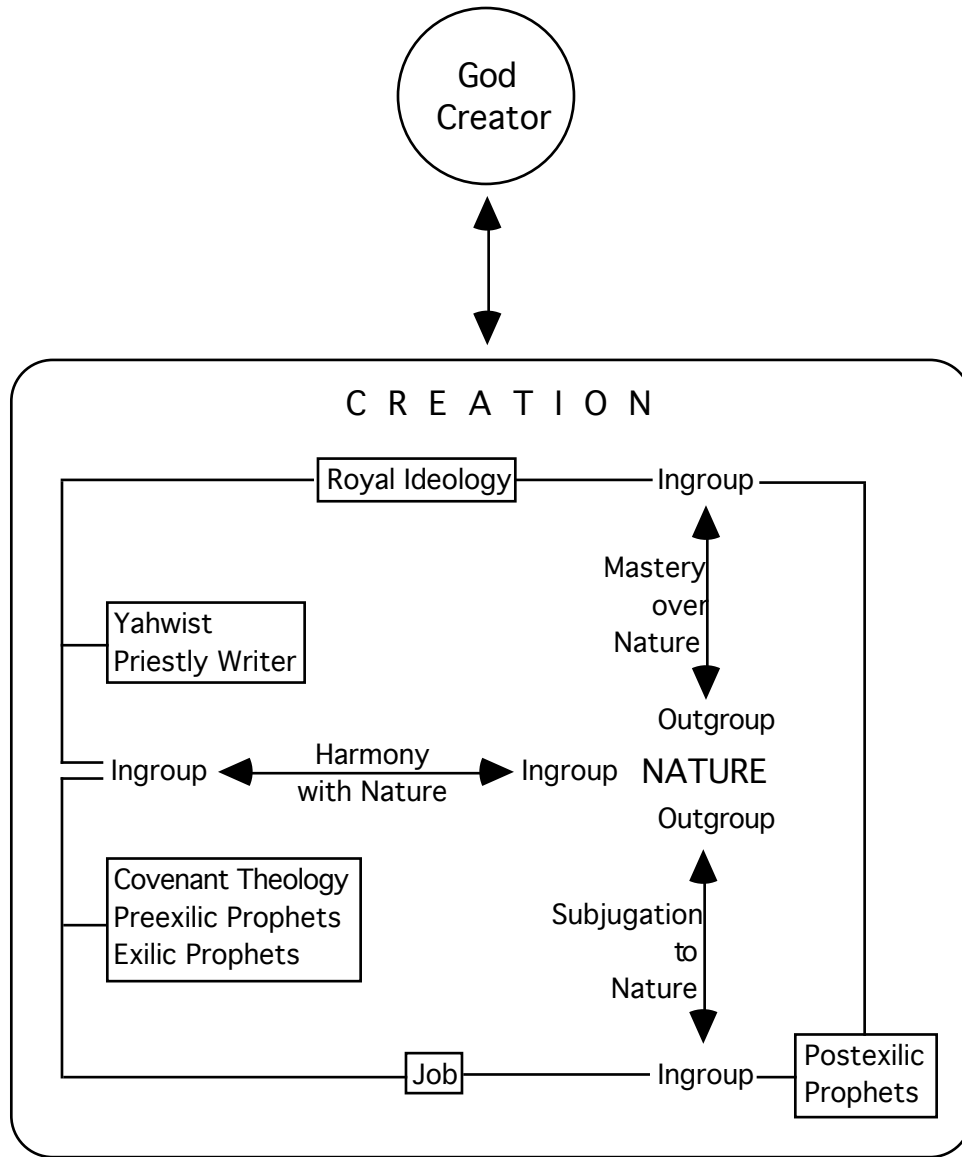 God
Creator
C R E A T I O N
Royal Ideology
Ingroup
Mastery
over
Nature
Yahwist
Priestly Writer
Outgroup
Ingroup
Harmony
with Nature
Ingroup
NATURE
Outgroup
Covenant Theology
Preexilic Prophets
Exilic Prophets
Subjugation
to
Nature
Job
Ingroup
Postexilic
Prophets